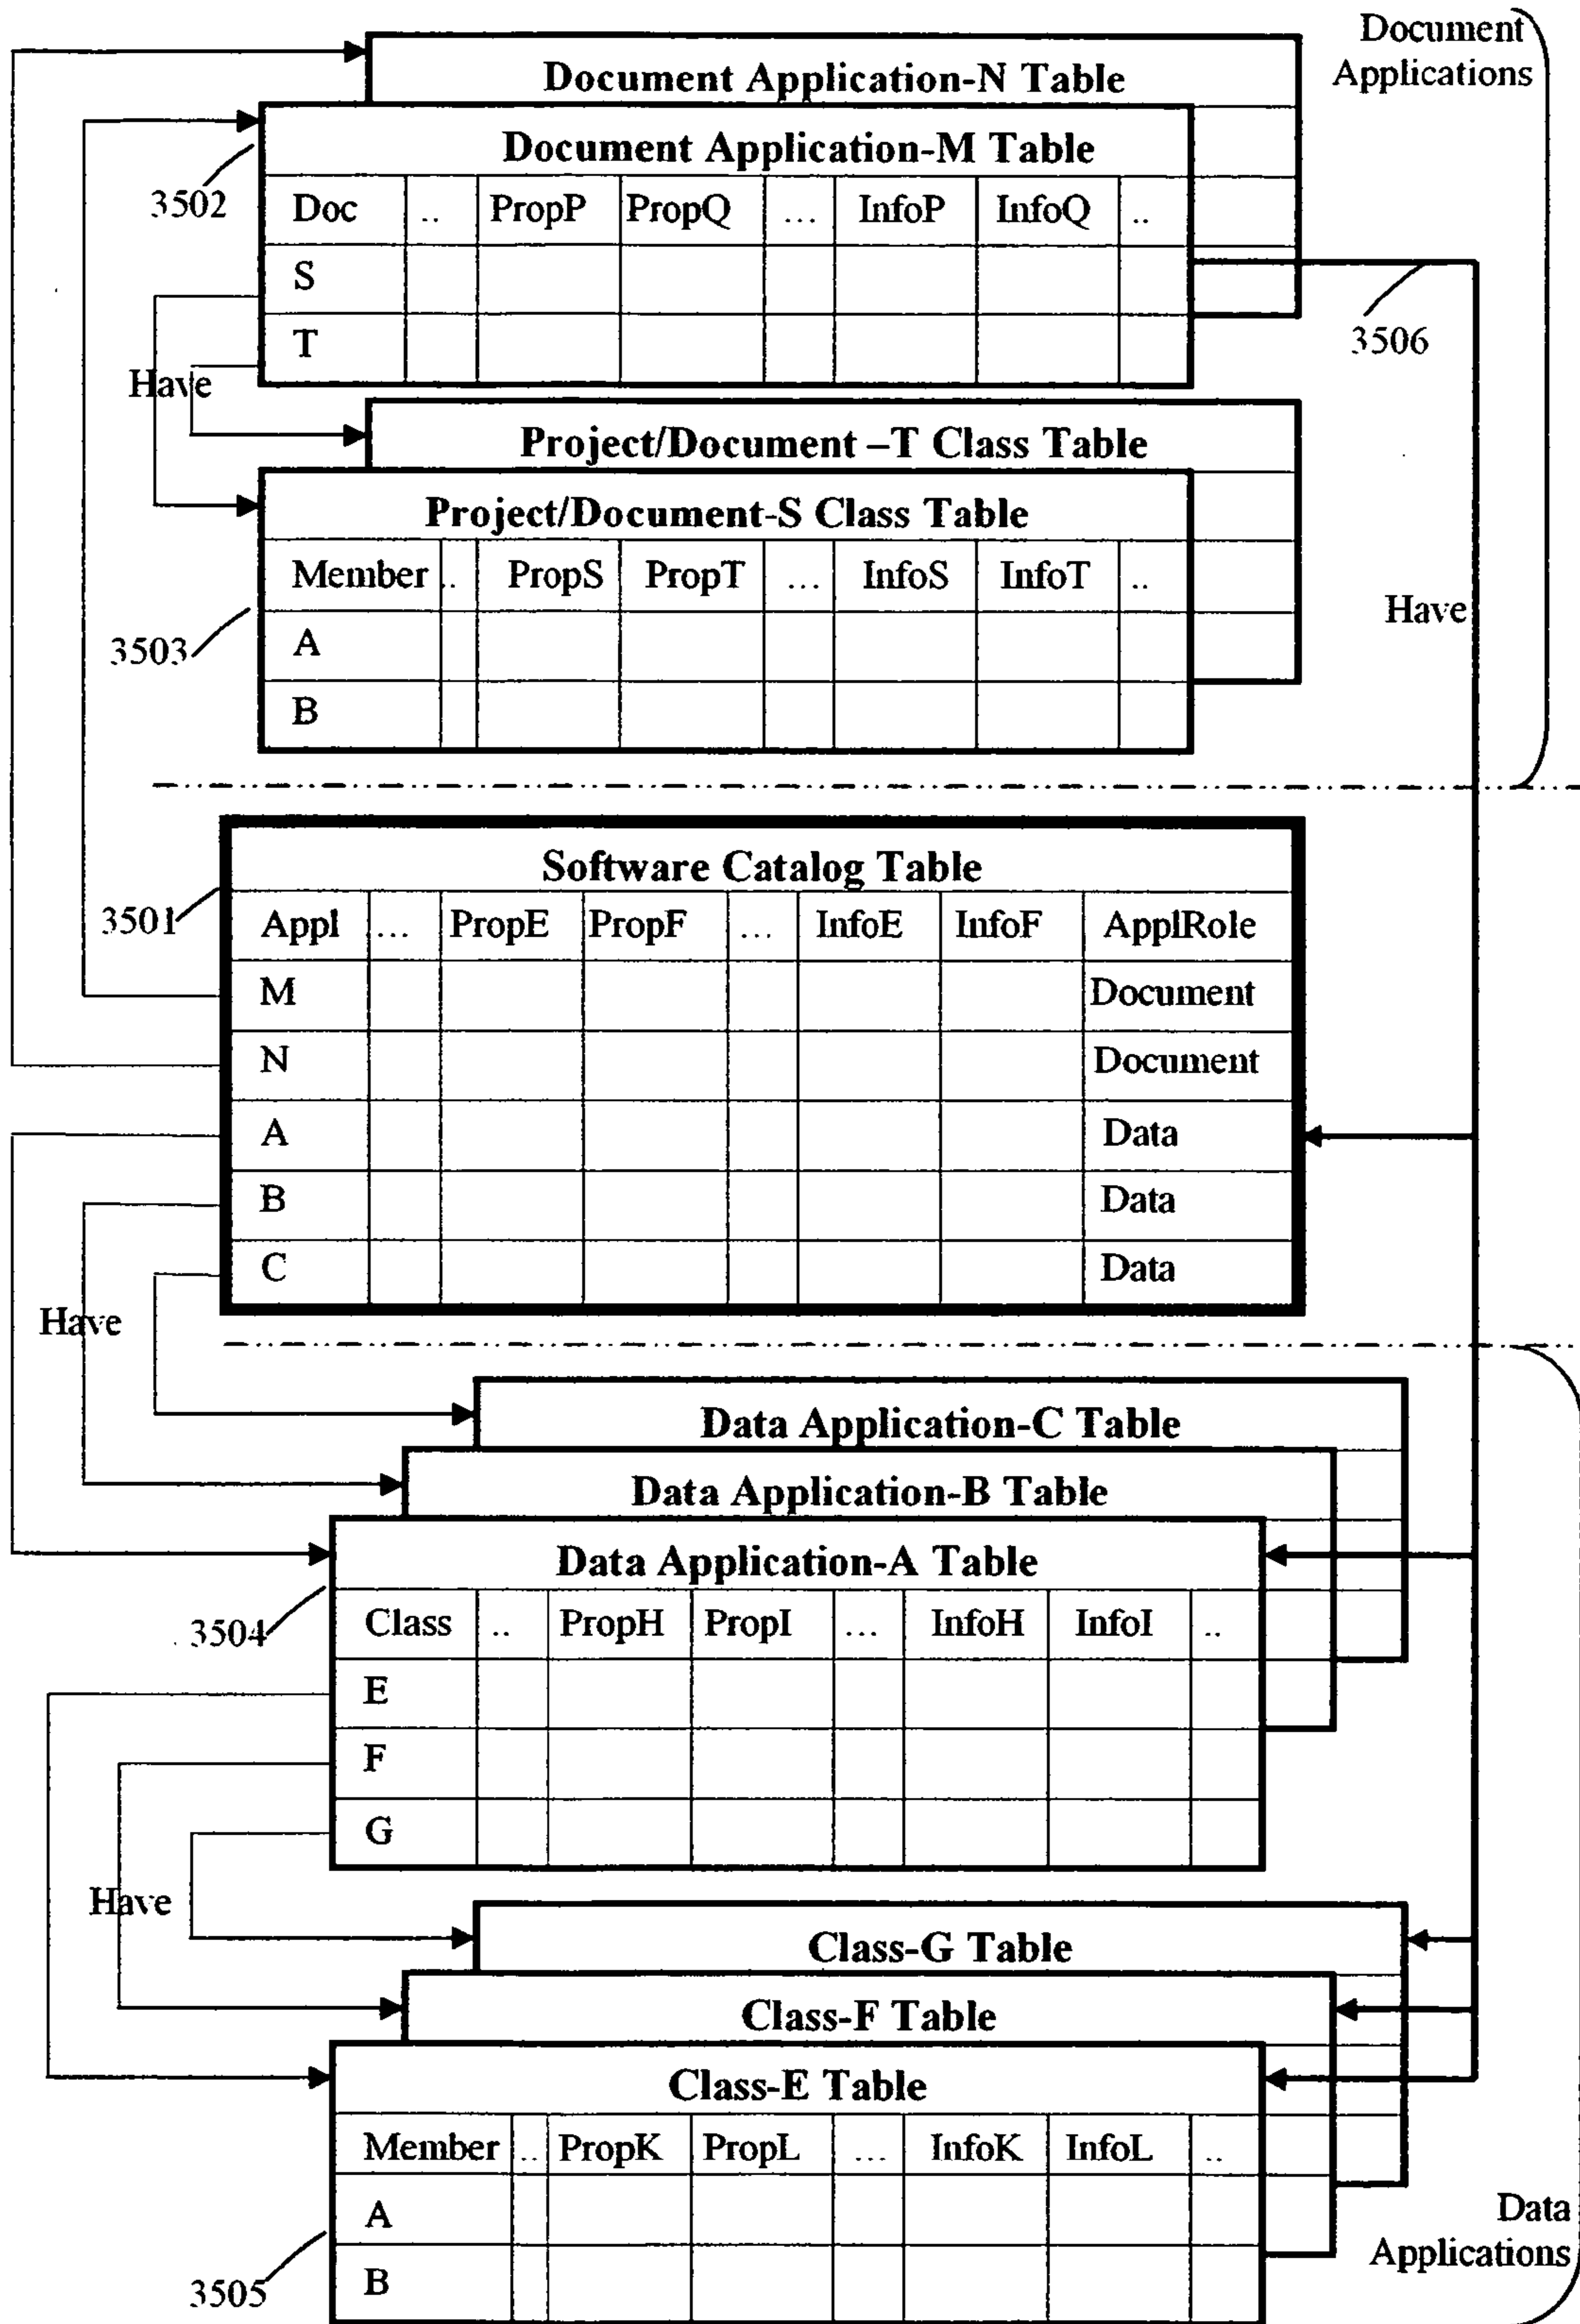 Document
Applications
Document Application-N Table
Document Application-M Table
3502
Doc .. PropP PropQ ... InfoP InfoQ ..
S
3506
T
Have
Project/Document –T Class Table
Project/Document-S Class Table
Member .. PropS PropT ... InfoS InfoT ..
Have
3503
A
B
Software Catalog Table
3501
Appl ... PropE PropF ... InfoE InfoF ApplRole
M Document
N Document
A Data
B Data
C Data
Have
Data Application-C Table
Data Application-B Table
Data Application-A Table
3504
Class .. PropH PropI ... InfoH InfoI ..
E
F
G
Have
Class-G Table
Class-F Table
Class-E Table
Member .. PropK PropL ... InfoK InfoL ..
A
B
3505
Data
Applications